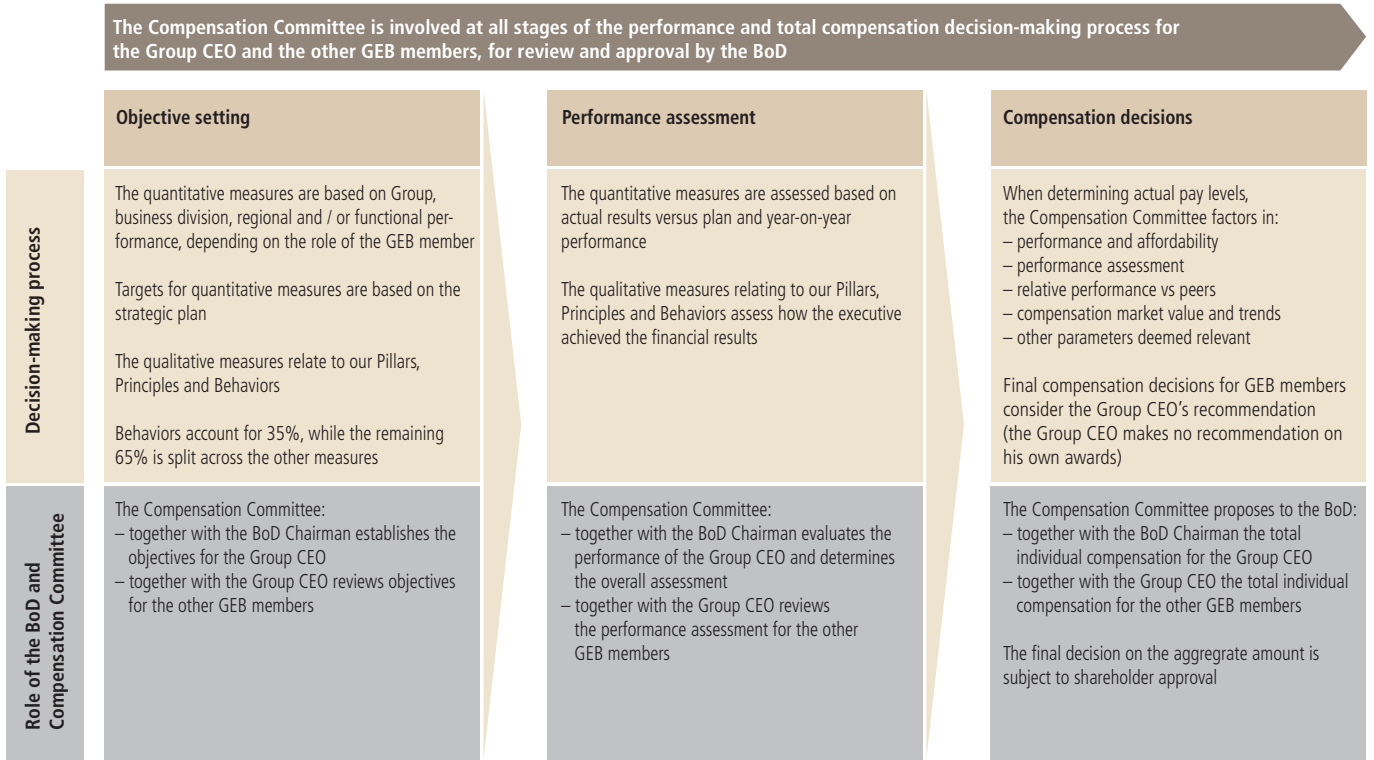 The Compensation Committee is involved at all stages of the performance and total compensation decision-making process for
the Group CEO and the other GEB members, for review and approval by the BoD
Objective setting
Performance assessment
Compensation decisions
Decision-making process
The quantitative measures are based on Group,
business division, regional and / or functional per-
formance, depending on the role of the GEB member
Targets for quantitative measures are based on the
strategic plan
The qualitative measures relate to our Pillars,
Principles and Behaviors
Behaviors account for 35%, while the remaining
65% is split across the other measures
The quantitative measures are assessed based on
actual results versus plan and year-on-year
performance
The qualitative measures relating to our Pillars,
Principles and Behaviors assess how the executive
achieved the financial results
When determining actual pay levels,
the Compensation Committee factors in:
– performance and affordability
– performance assessment
– relative performance vs peers
– compensation market value and trends
– other parameters deemed relevant
Final compensation decisions for GEB members
consider the Group CEO's recommendation
(the Group CEO makes no recommendation on
his own awards)
Role of the BoD and
Compensation Committee
The Compensation Committee:
– together with the BoD Chairman establishes the
objectives for the Group CEO
– together with the Group CEO reviews objectives
for the other GEB members
The Compensation Committee:
– together with the BoD Chairman evaluates the
performance of the Group CEO and determines
the overall assessment
– together with the Group CEO reviews
the performance assessment for the other
GEB members
The Compensation Committee proposes to the BoD:
– together with the BoD Chairman the total
individual compensation for the Group CEO
– together with the Group CEO the total individual
compensation for the other GEB members
The final decision on the aggregrate amount is
subject to shareholder approval